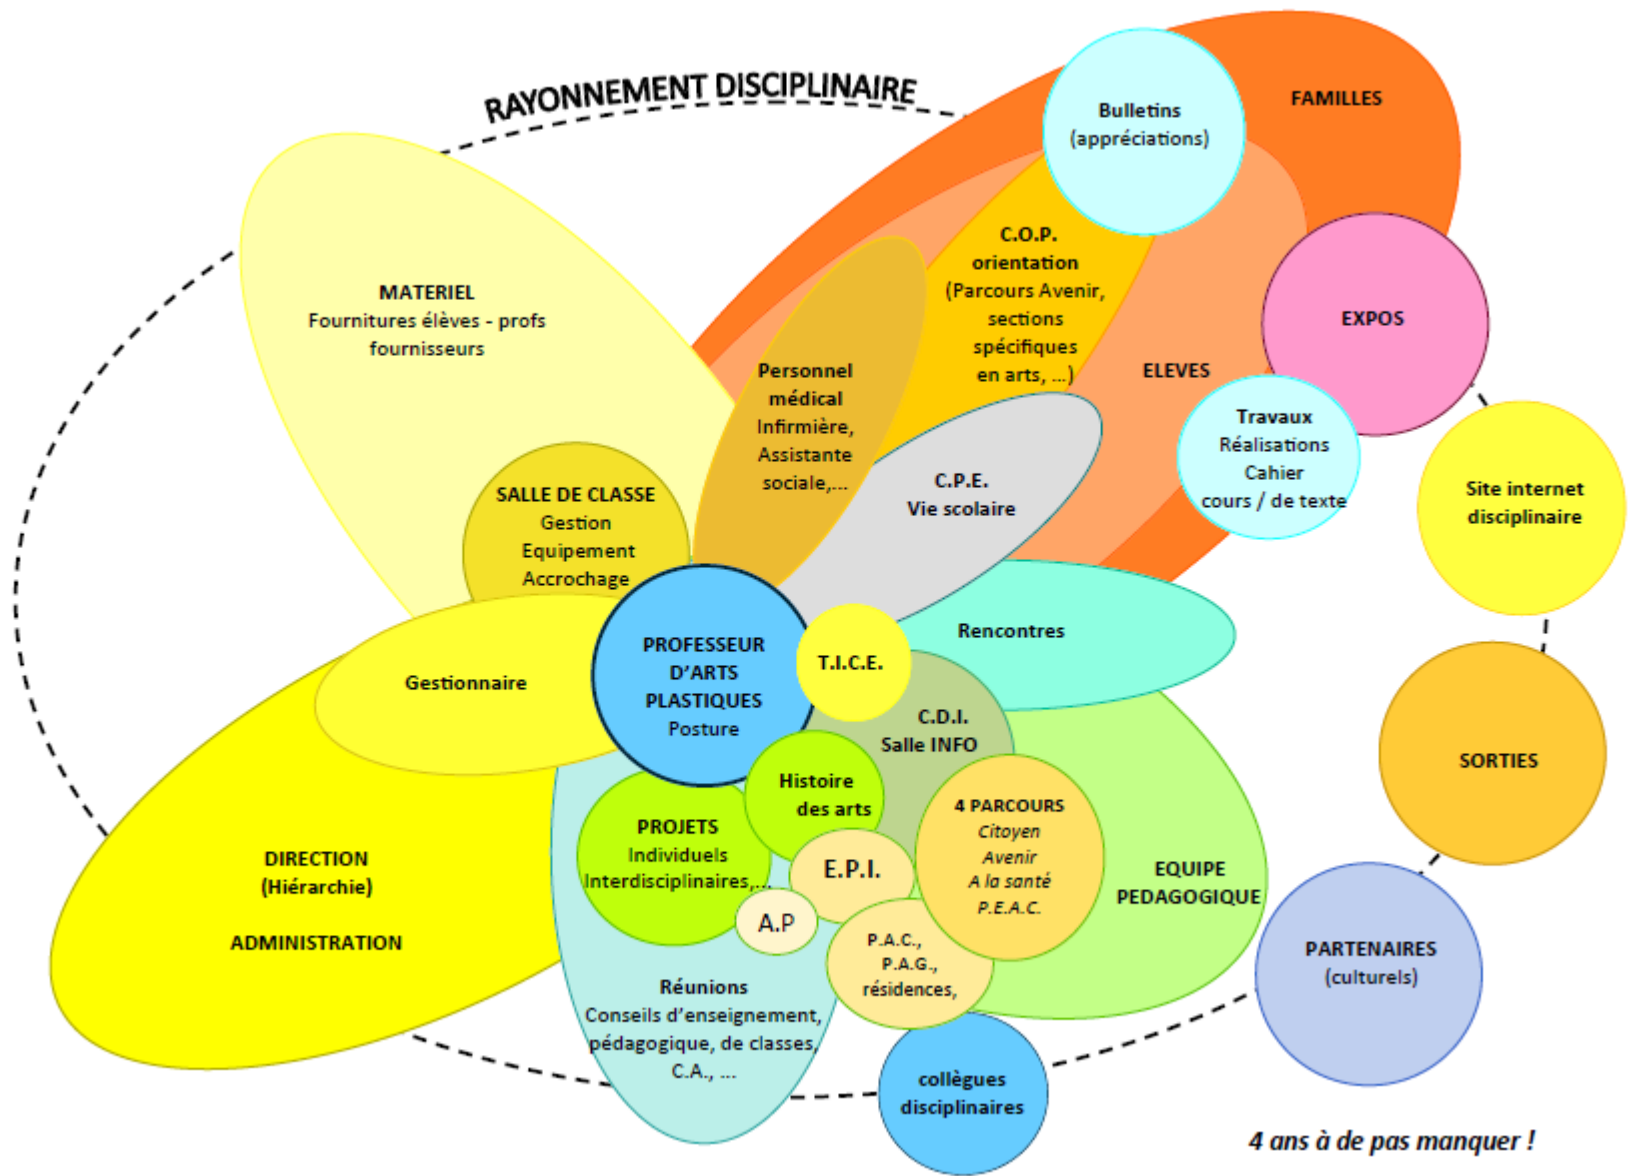 RAYONNEMENT DISCIPLINAIRE
FAMILLES
Bulletins
(appréciations)
C.O.P.
orientation
(Parcours Avenir,
sections
spécifiques
en arts, ...)
MATERIEL
Fournitures élèves - profs
fournisseurs
EXPOS
ELEVES
Personnel
médical
Infirmière,
Assistante
sociale,...
Travaux
Réalisations
Cahier
cours / de texte
C.P.E.
Vie scolaire
SALLE DE CLASSE
Gestion
Equipement
Accrochage
Site internet
disciplinaire
Rencontres
PROFESSEUR
D'ARTS
PLASTIQUES
Posture
T.I.C.E.
Gestionnaire
C.D.I.
Salle INFO
SORTIES
Histoire
des arts
4 PARCOURS
Citoyen
Avenir
A la santé
P.E.A.C.
PROJETS
Individuels
Interdisciplinaires,...
E.P.I.
DIRECTION
(Hiérarchie)
ADMINISTRATION
EQUIPE
PEDAGOGIQUE
A.P
P.A.C.,
P.A.G.,
résidences,
PARTENAIRES
(culturels)
Réunions
Conseils d'enseignement,
pédagogique, de classes,
C.A., ...
collègues
disciplinaires
4 ans à de pas manquer !